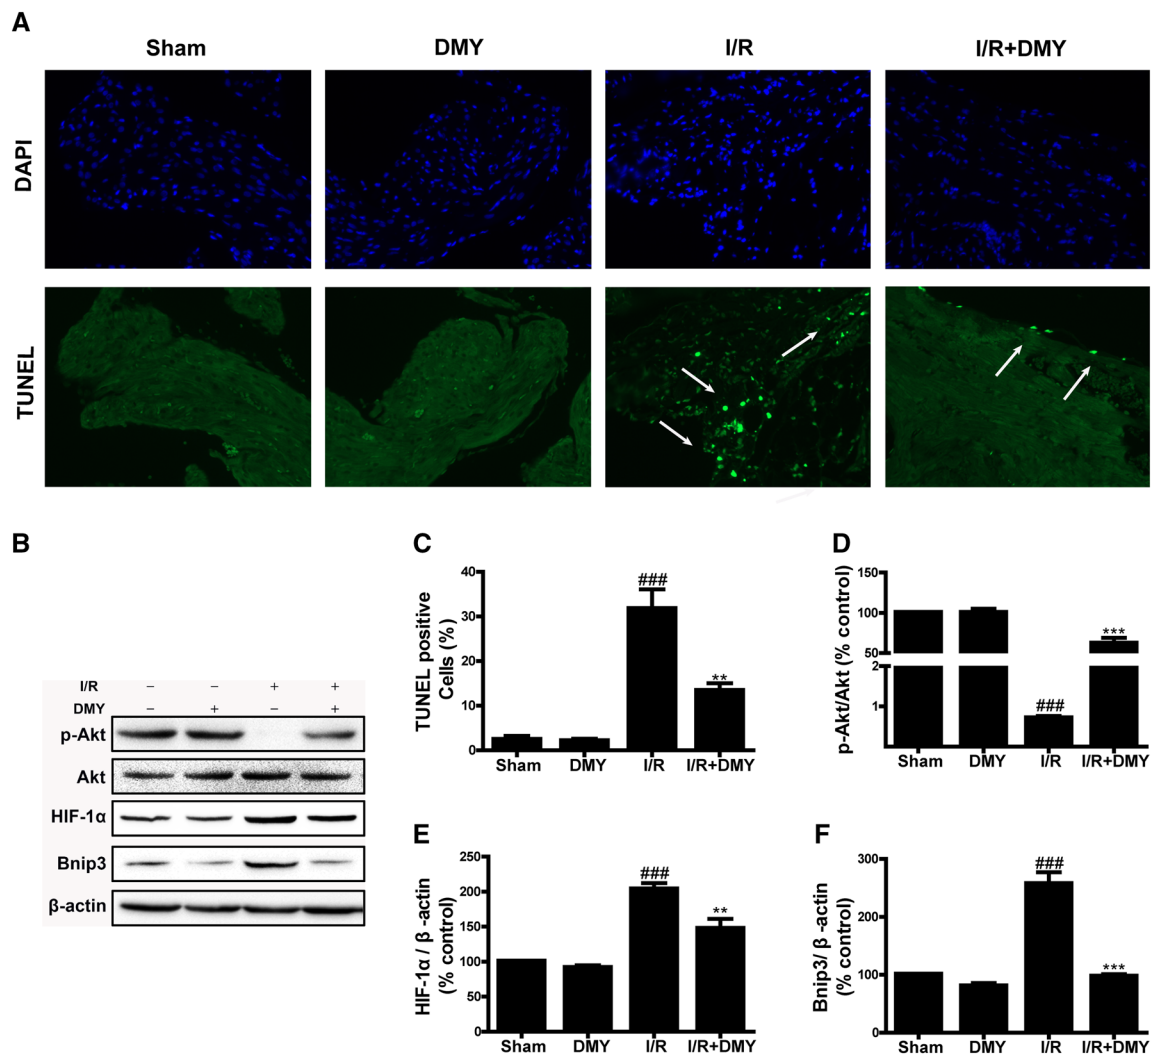 A
Sham DMY I/R I/R+DMY
DAPI
TUNEL
B
I/R – – + +
DMY – + – +
p-Akt
Akt
HIF-1α
Bnip3
β-actin
C
TUNEL positive
Cells (%)
40
30
20
10
0
###
**
Sham DMY I/R I/R+DMY
D
p-Akt/Akt (% control)
150
100
50
2
1
###
***
Sham DMY I/R I/R+DMY
E
HIF-1α / β -actin
(% control)
250
200
150
100
50
0
###
**
Sham DMY I/R I/R+DMY
F
Bnip3/ β -actin
(% control)
300
200
100
0
###
***
Sham DMY I/R I/R+DMY